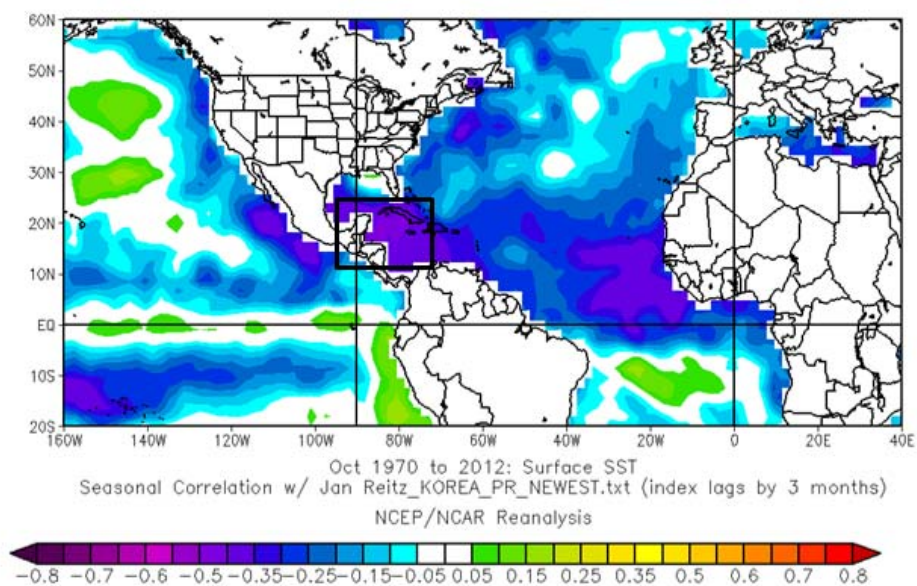 60N
50N
40N
30N
20N
10N
EQ
10S
20S
160W 140W 120W 100W 80W 60W 40W 20W 0 20E 40E
Oct 1970 to 2012: Surface SST
Seasonal Correlation w/ Jan Reitz_KOREA_PR_NEWEST.txt (index lags by 3 months)
NCEP/NCAR Reanalysis
-0.8 -0.7 -0.6 -0.5 -0.35 -0.25 -0.15 -0.05 0.05 0.15 0.25 0.35 0.5 0.6 0.7 0.8